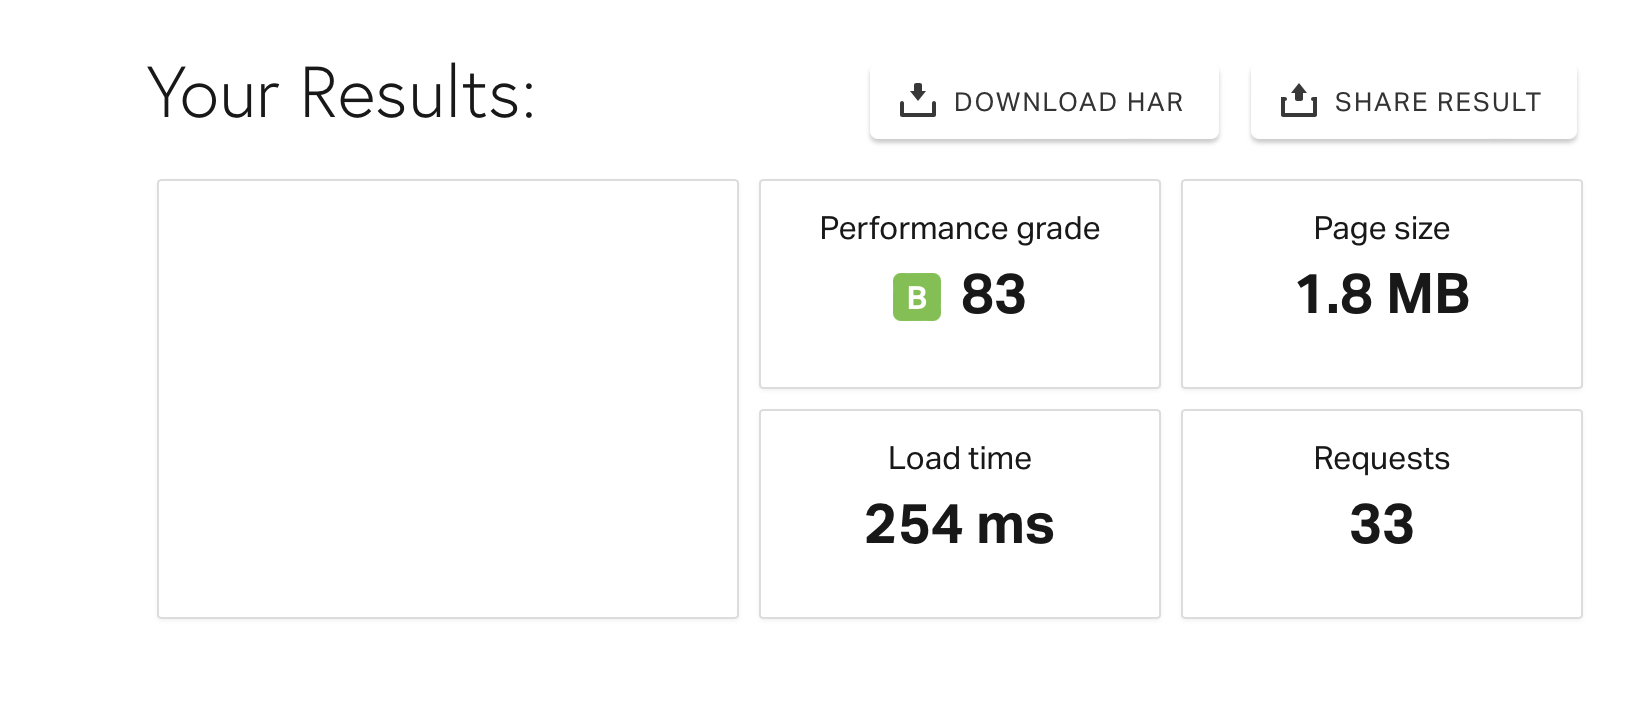 Your Results:
DOWNLOAD HAR
SHARE RESULT
Performance grade
B 83
Page size
1.8 MB
Load time
254 ms
Requests
33